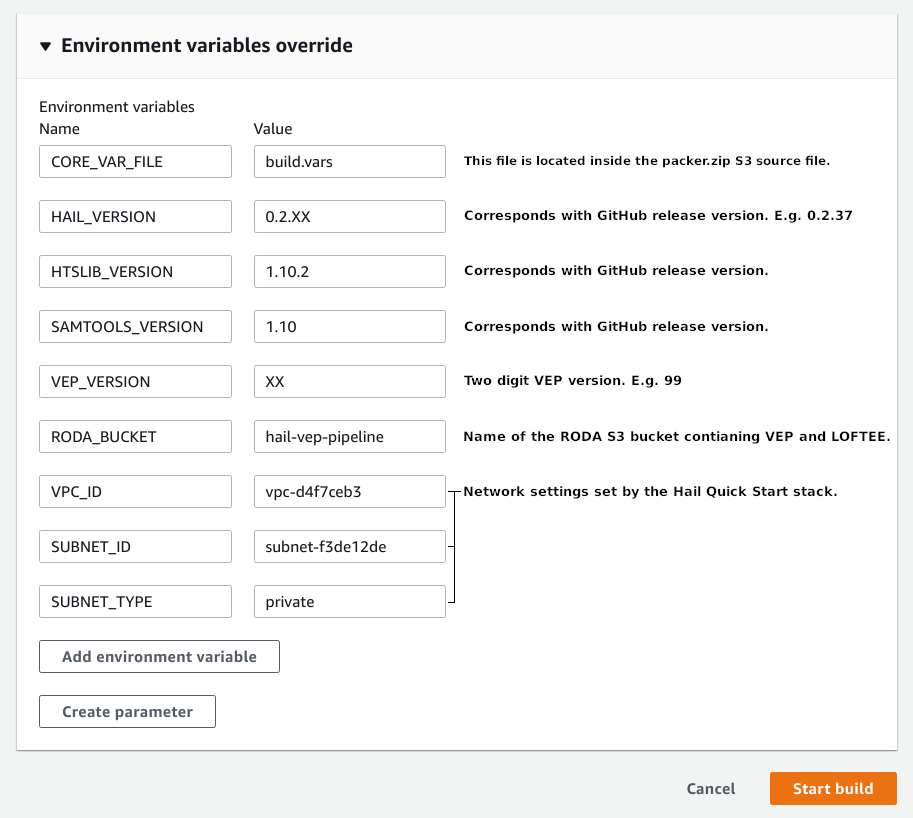 Environment variables override
Environment variables
Name Value
CORE_VAR_FILE build.vars This file is located inside the packer.zip S3 source file.
HAIL_VERSION 0.2.XX Corresponds with GitHub release version. E.g. 0.2.37
HTSLIB_VERSION 1.10.2 Corresponds with GitHub release version.
SAMTOOLS_VERSION 1.10 Corresponds with GitHub release version.
VEP_VERSION XX Two digit VEP version. E.g. 99
RODA_BUCKET hail-vep-pipeline Name of the RODA S3 bucket contianing VEP and LOFTEE.
VPC_ID vpc-d4f7ceb3 Network settings set by the Hail Quick Start stack.
SUBNET_ID subnet-f3de12de
SUBNET_TYPE private
Add environment variable
Create parameter
Cancel Start build